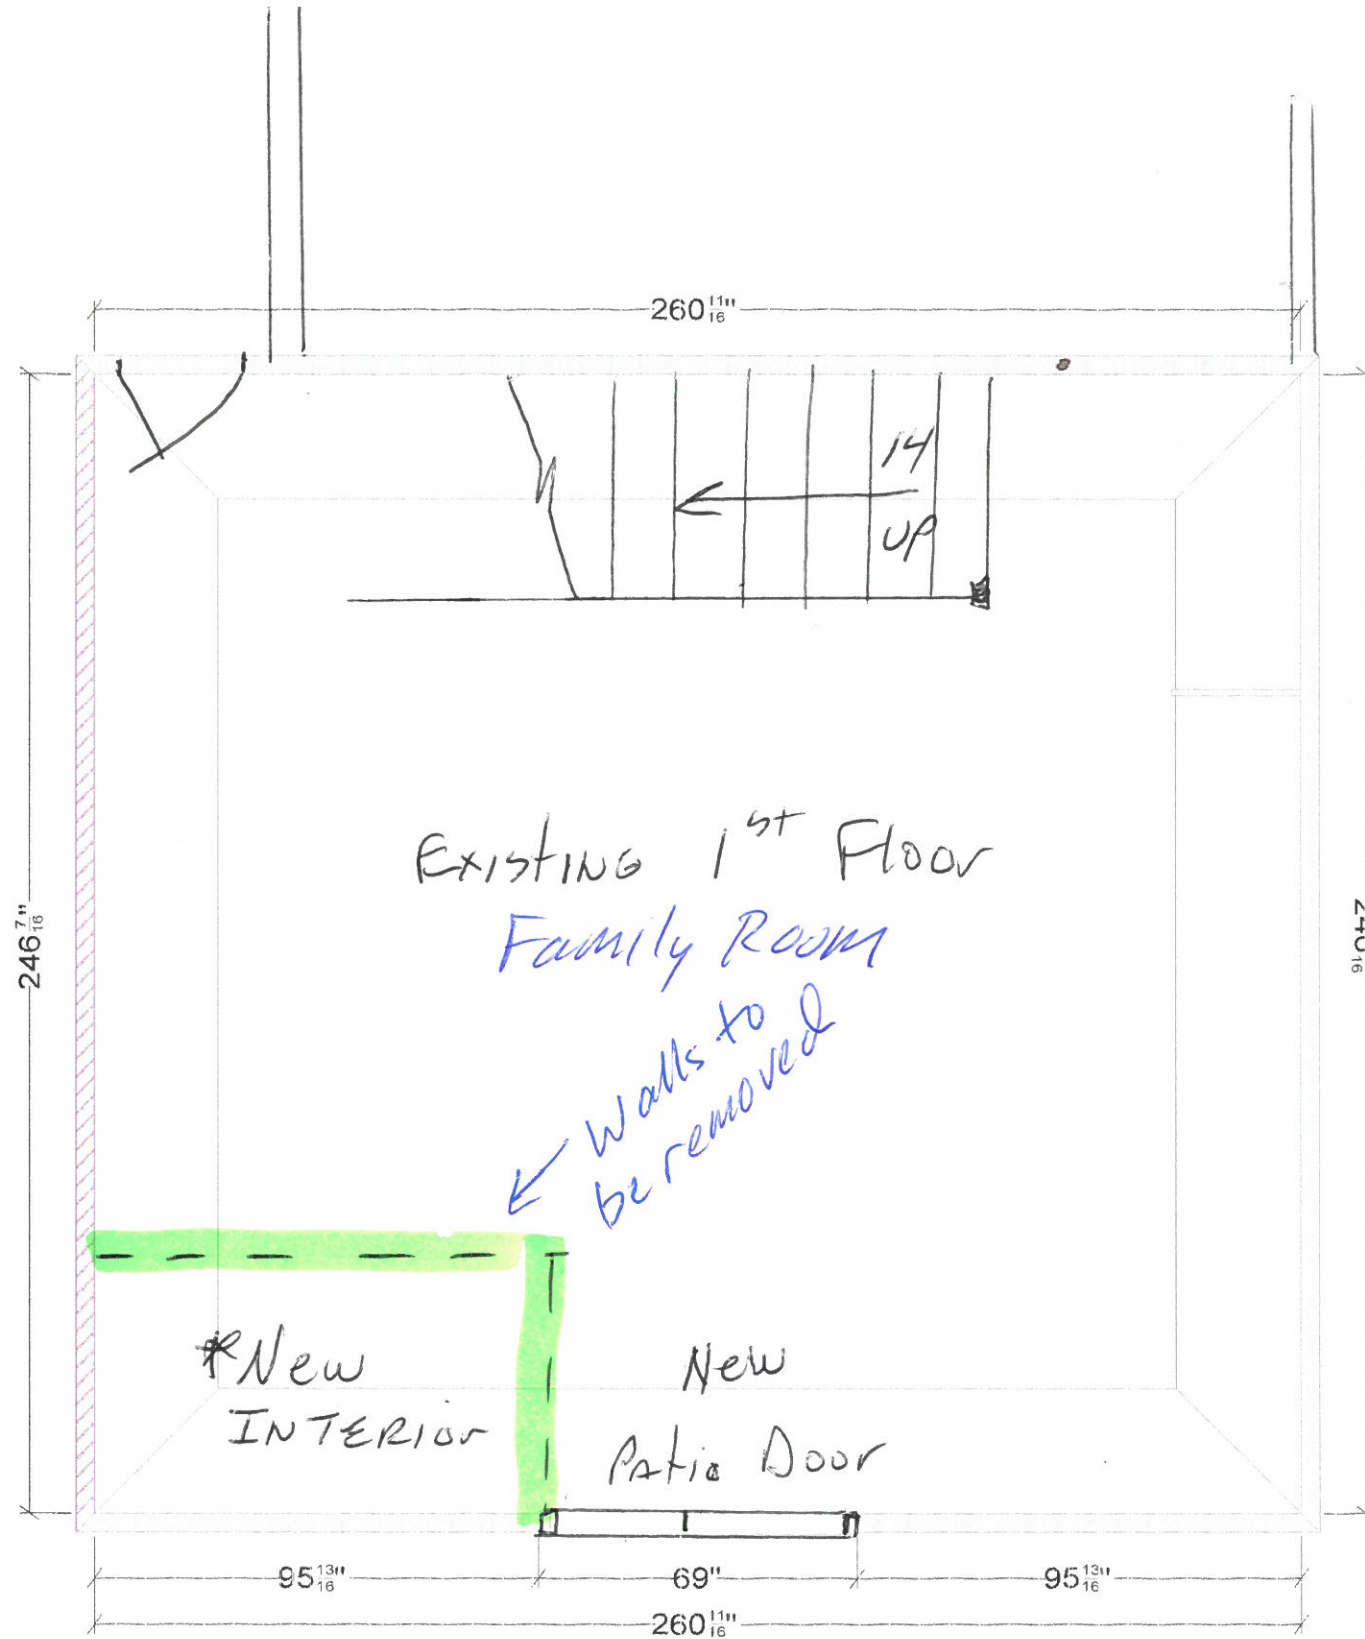 260 11/16"
14
UP
Existing 1st Floor
Family Room
Walls to
be removed
246 7/16"
*New
INTERIOR
New
Patio Door
95 13/16"
69"
95 13/16"
260 11/16"